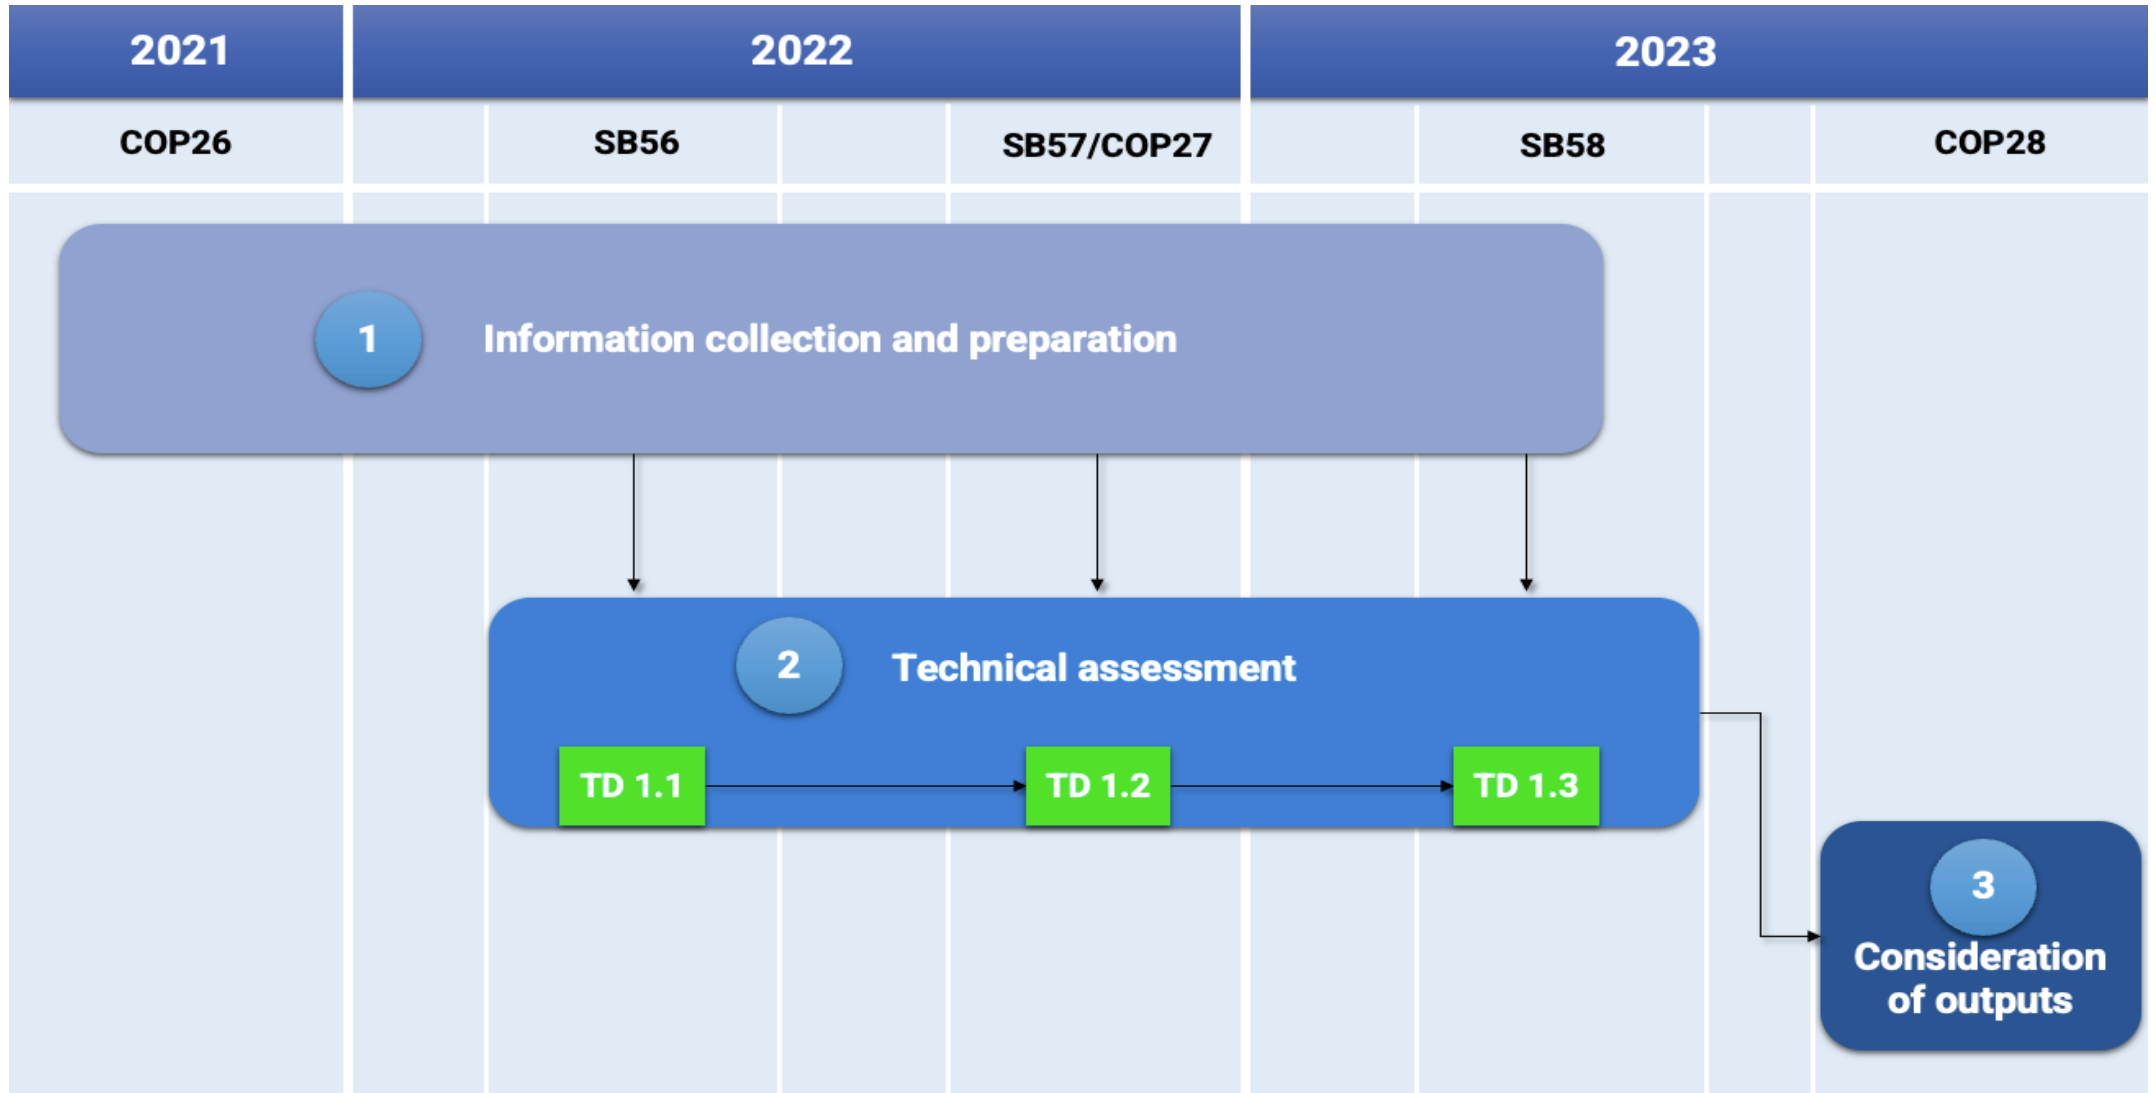 2021
2022
2023
COP26
SB56
SB57/COP27
SB58
COP28
1
Information collection and preparation
2
Technical assessment
TD 1.1
TD 1.2
TD 1.3
3
Consideration
of outputs